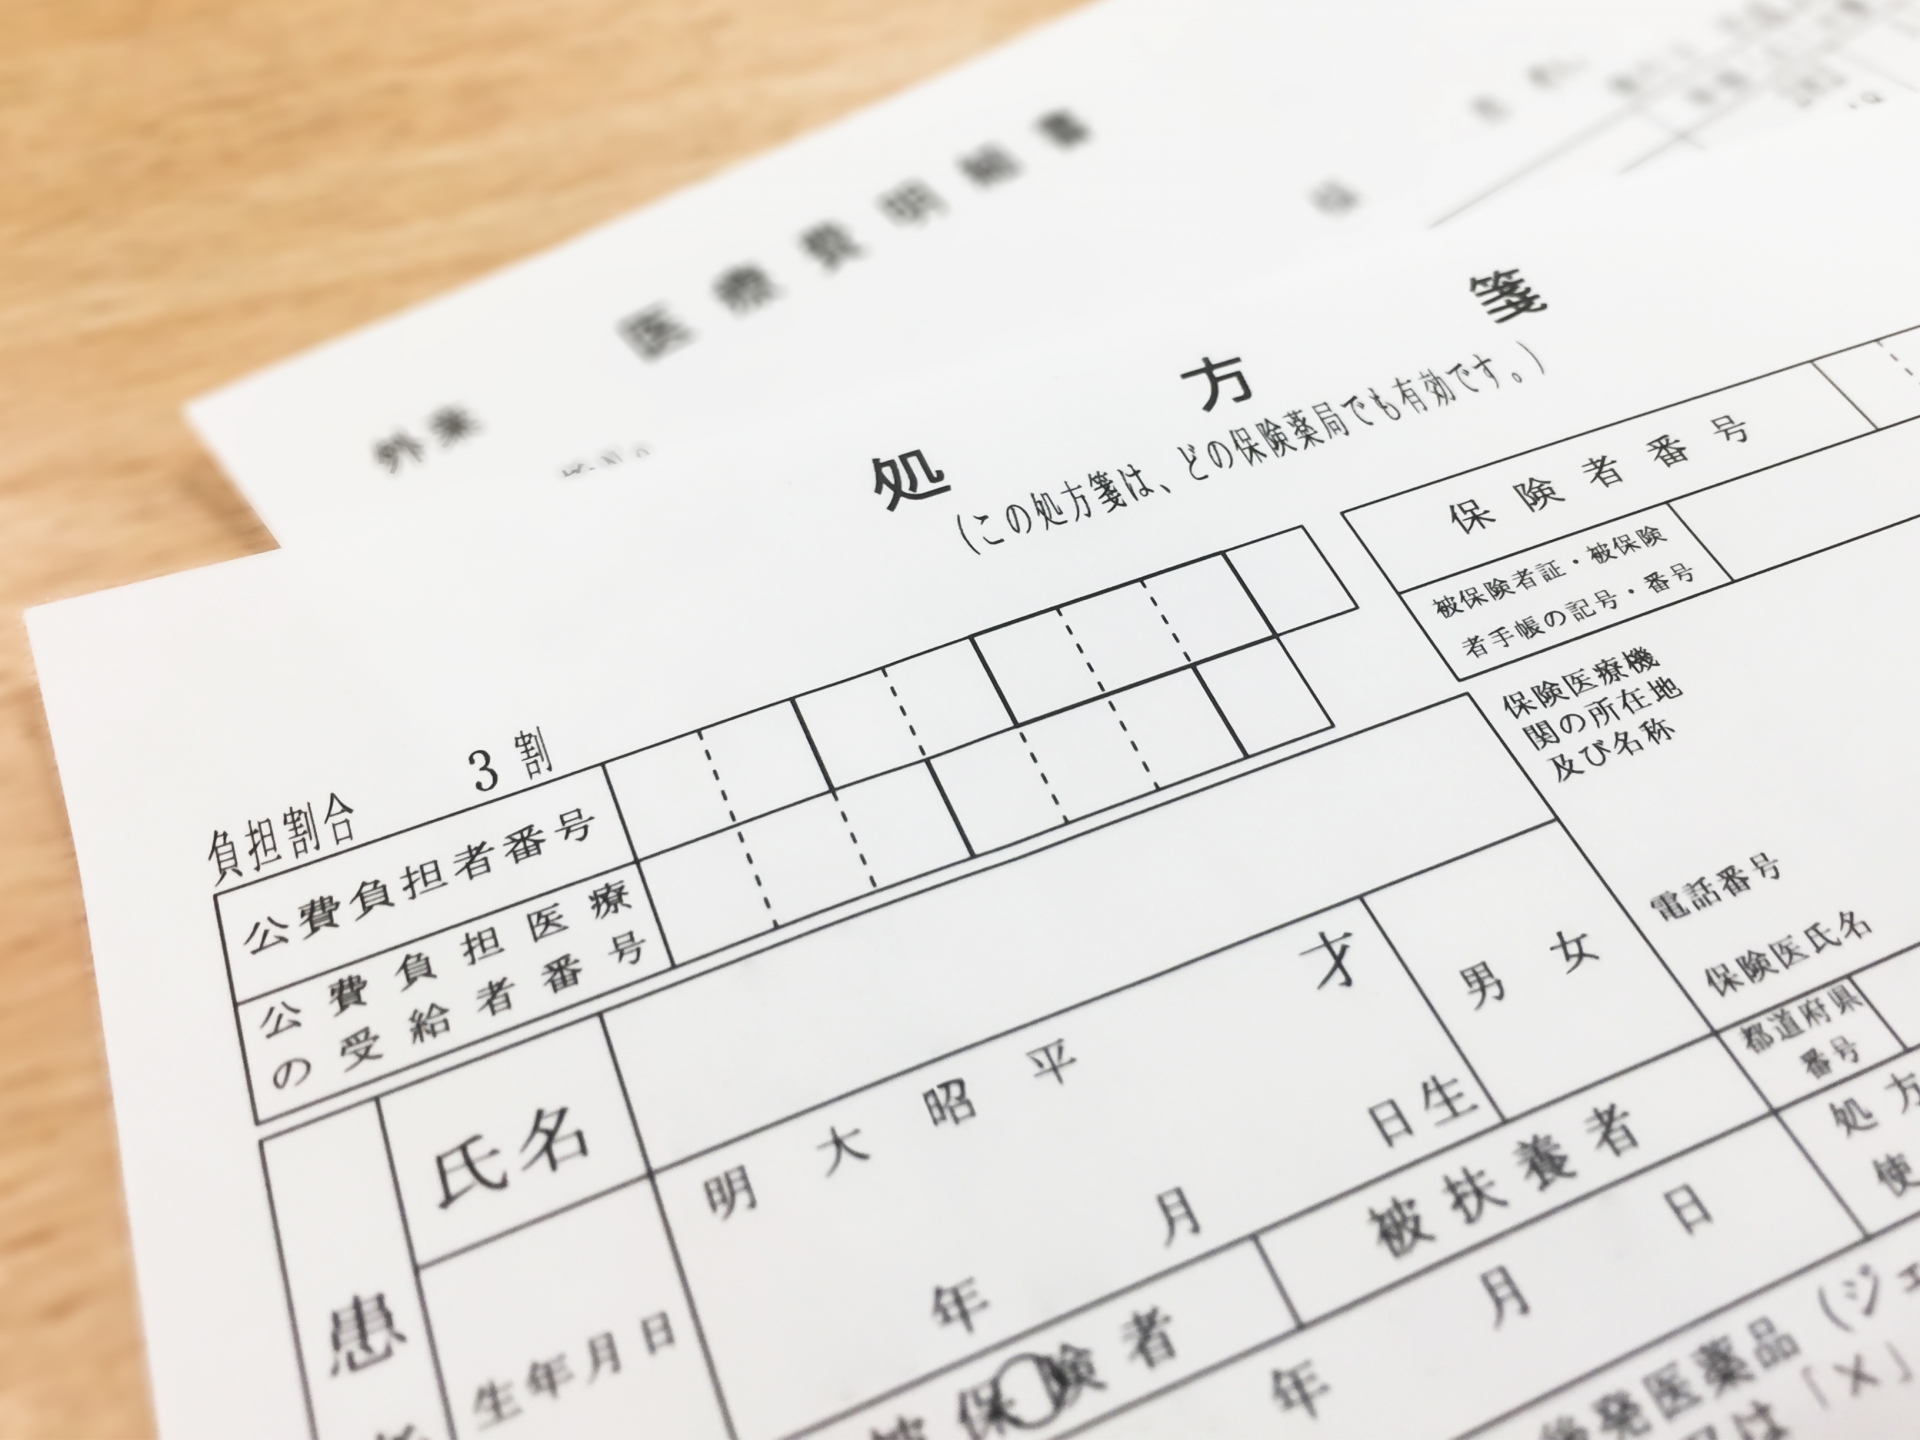 医療費明細書
外来
様
処方箋
(この処方箋は、どの保険薬局でも有効です。)
負担割合 3割
公費負担者番号
公費負担医療
の受給者番号
保険者番号
被保険者証・被保険
者手帳の記号・番号
保険医療機
関の所在地
及び名称
電話番号
保険医氏名
都道府県
番号
患
氏名
才
生年月日
明 大 昭 平
年 月 日生
男 女
被保険者
被扶養者
年 月 日
処方
使
後発医薬品(ジェ
又は「×」